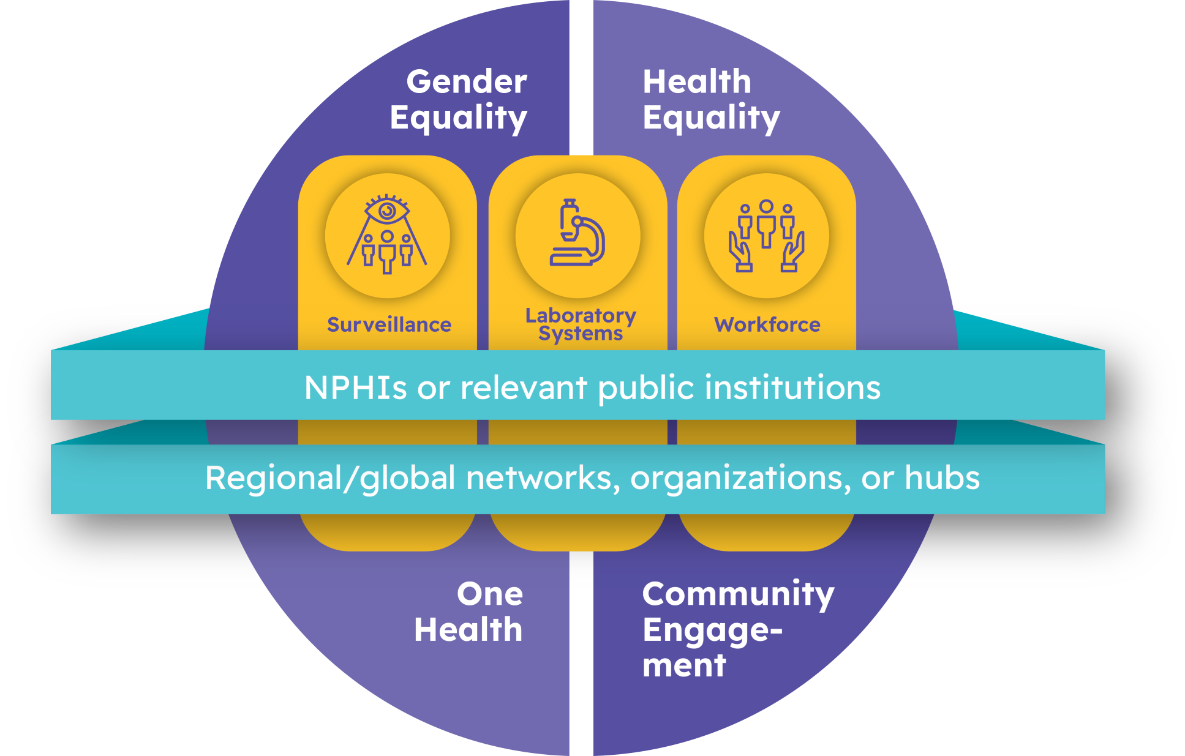 Gender
Equality
Health
Equality
Surveillance
Laboratory
Systems
Workforce
NPHIs or relevant public institutions
Regional/global networks, organizations, or hubs
One
Health
Community
Engage-
ment